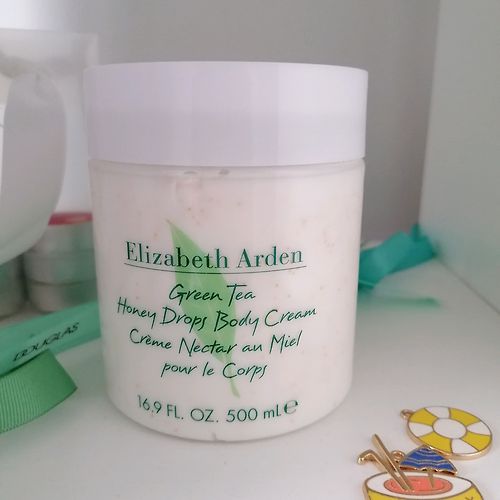 Elizabeth Arden
Green Tea
Honey Drops Body Cream
Crème Nectar au Miel
pour le Corps
16.9 FL. OZ. 500 mL e
DOUGLAS